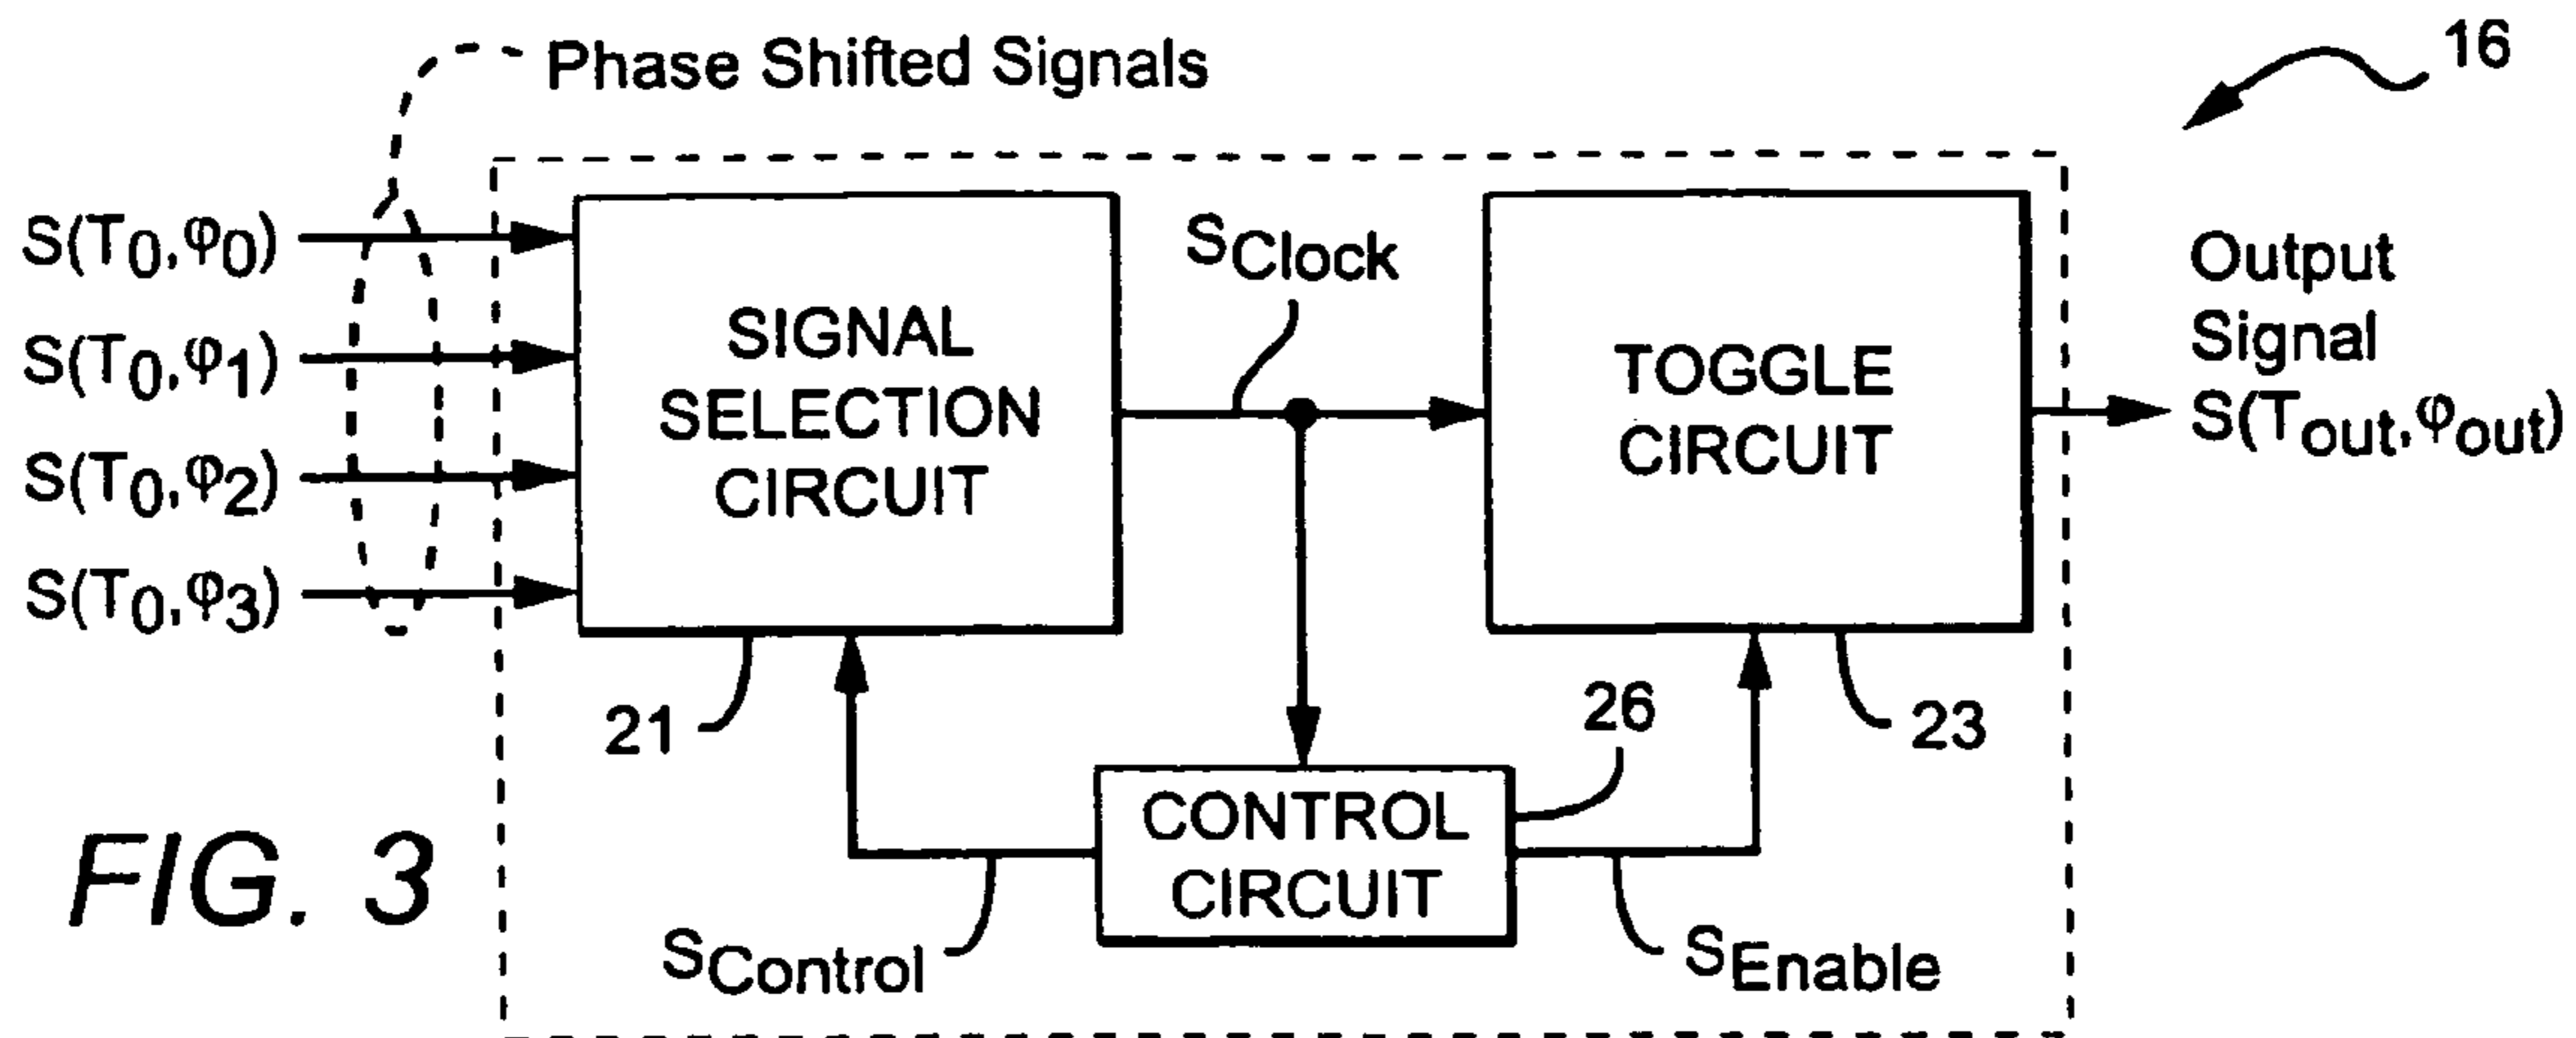 16
Phase Shifted Signals
S(T0,φ0)
S(T0,φ1)
S(T0,φ2)
S(T0,φ3)
SIGNAL
SELECTION
CIRCUIT
SClock
TOGGLE
CIRCUIT
Output
Signal
S(Tout,φout)
21
26
23
CONTROL
CIRCUIT
SControl
SEnable
FIG. 3